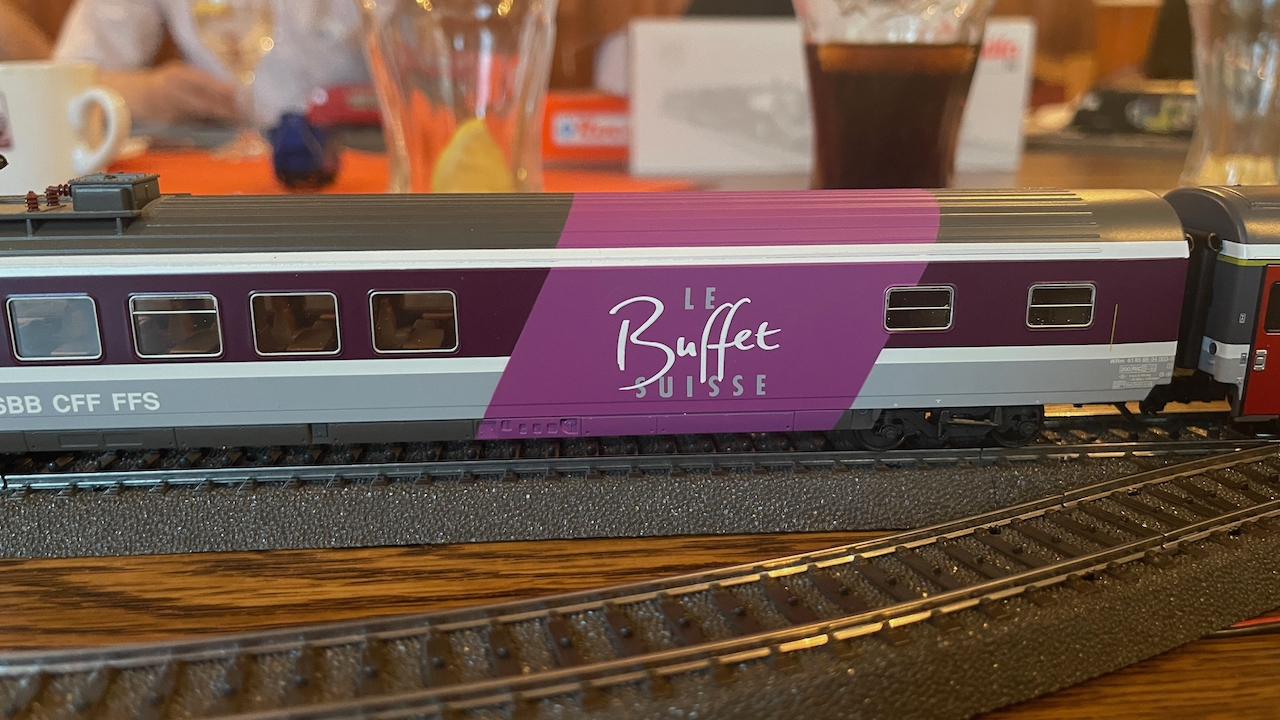 LE
Buffet
SUISSE
SBB CFF FFS